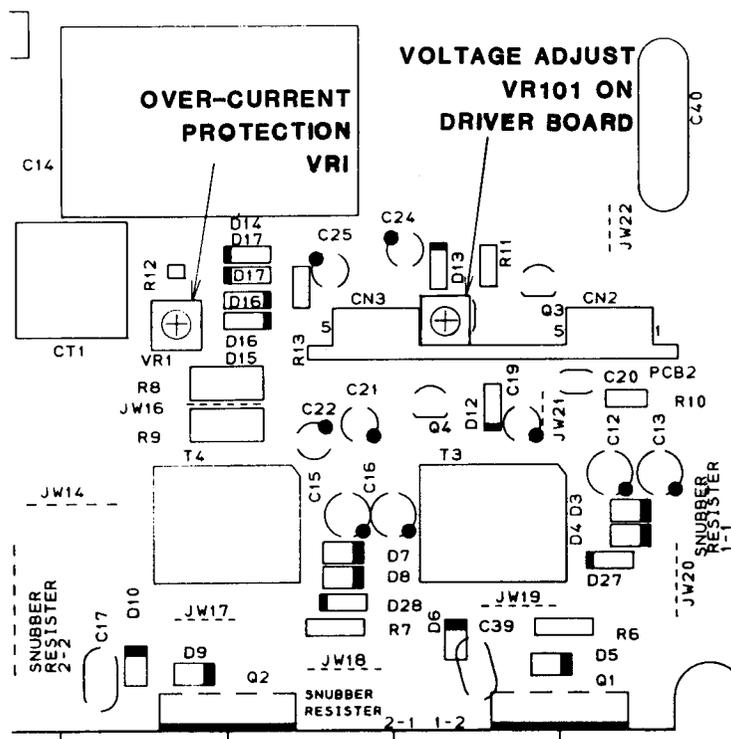 VOLTAGE ADJUST
VR101 ON
DRIVER BOARD
OVER-CURRENT
PROTECTION
VRI
C40
C14
D14
D17
C25
C24
JW22
R12
D17
D13
R11
D16
CN3
CN2
Q3
5
5
1
CT1
VR1
D16
D15
R13
R8
JW16
R9
C22
C21
Q4
D12
C19
JW21
C20
PCB2
R10
C12
C13
T4
T3
C15
C16
JW14
D3
D4
SNUBBER
RESISTER
1-1
D7
D8
D27
JW20
D28
JW19
SNUBBER
RESISTER
2-2
C17
D10
JW17
R7
D6
C39
R6
D9
JW18
D5
Q2
Q1
SNUBBER
RESISTER
2-1
1-2